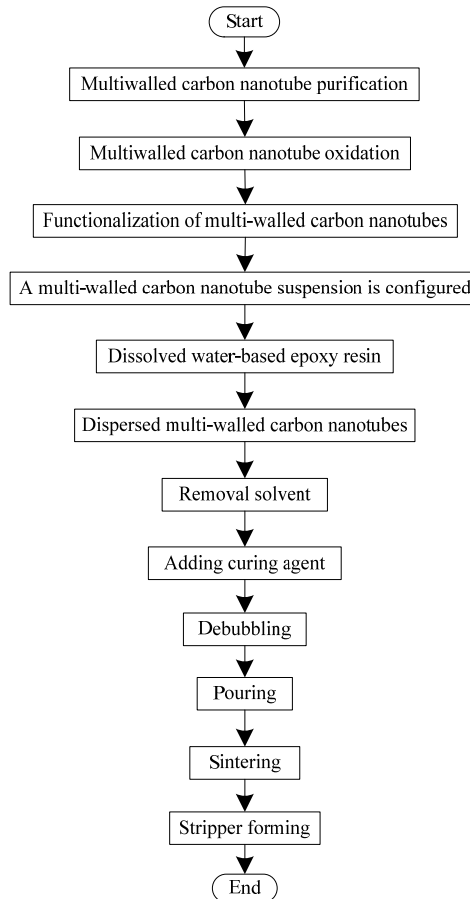 Start
Multiwalled carbon nanotube purification
Multiwalled carbon nanotube oxidation
Functionalization of multi-walled carbon nanotubes
A multi-walled carbon nanotube suspension is configured
Dissolved water-based epoxy resin
Dispersed multi-walled carbon nanotubes
Removal solvent
Adding curing agent
Debubbling
Pouring
Sintering
Stripper forming
End